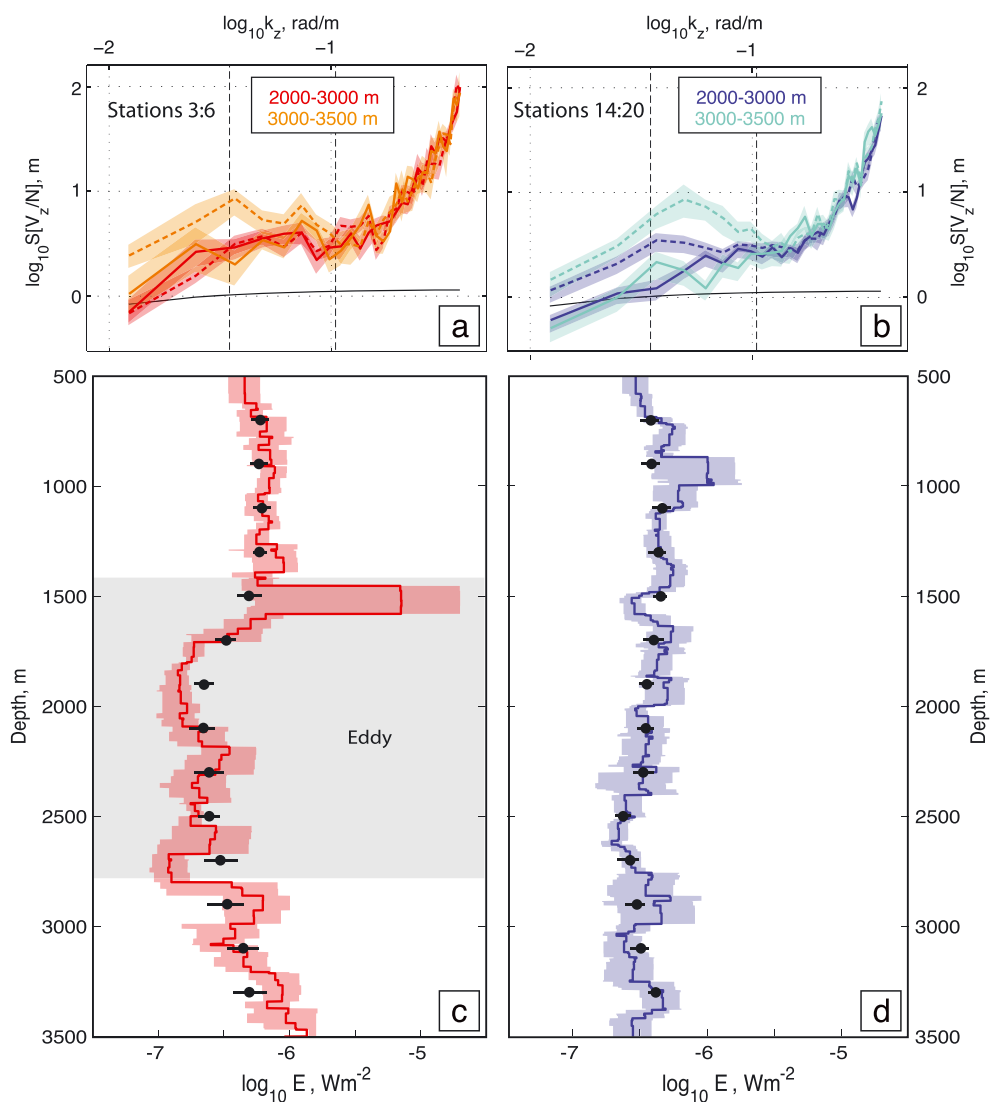 log10kz, rad/m
−2
−1
2
1
0
log10S[Vz/N], m
Stations 3:6
2000-3000 m
3000-3500 m
a
log10kz, rad/m
−2
−1
Stations 14:20
2000-3000 m
3000-3500 m
b
2
1
0
log10S[Vz/N], m
500
1000
1500
2000
2500
3000
3500
Depth, m
Eddy
c
-7
-6
-5
log10 E , Wm-2
d
-7
-6
-5
log10 E , Wm-2
500
1000
1500
2000
2500
3000
3500
Depth, m